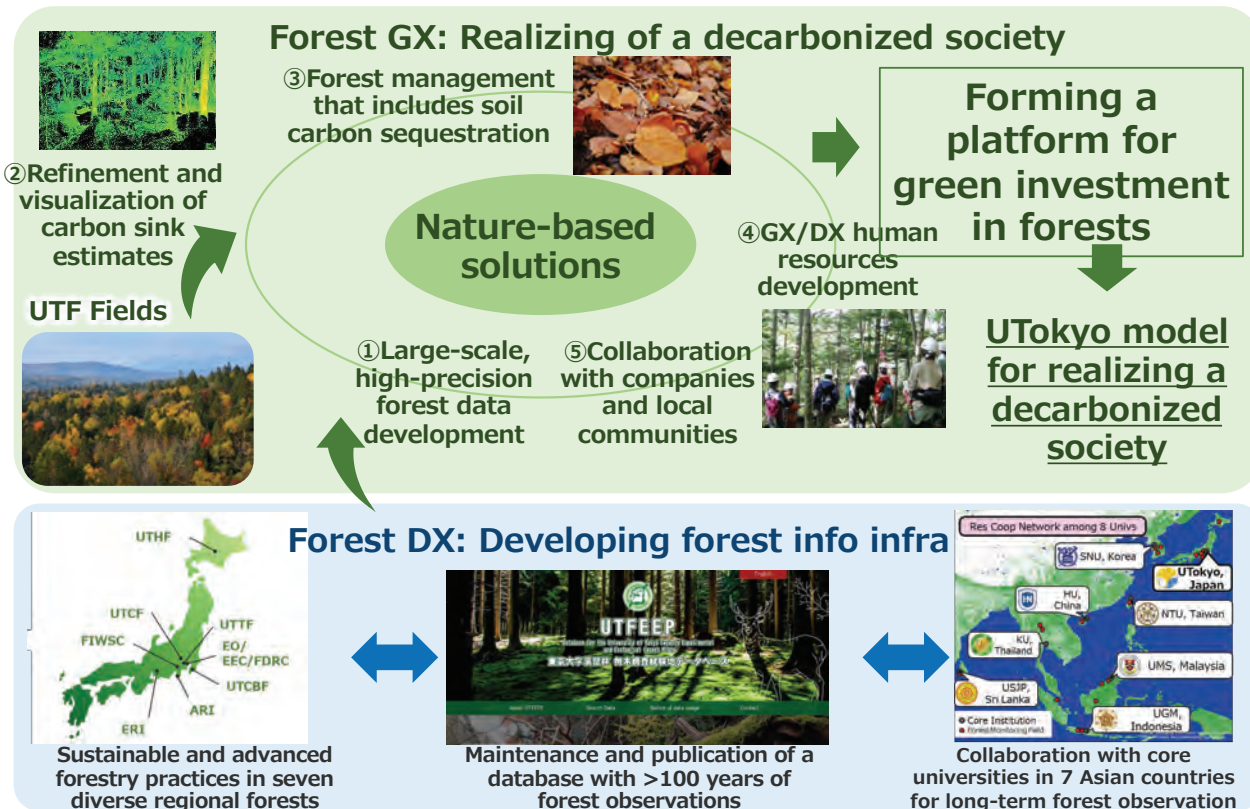 Forest GX: Realizing of a decarbonized society
③Forest management
that includes soil
carbon sequestration
②Refinement and
visualization of
carbon sink
estimates
UTF Fields
Nature-based
solutions
④GX/DX human
resources
development
①Large-scale,
high-precision
forest data
development
⑤Collaboration
with companies
and local
communities
Forming a
platform for
green investment
in forests
UTokyo model
for realizing a
decarbonized
society
Forest DX: Developing forest info infra
UTHF
UTCF
FIWSC
UTTF
EO/
EEC/FDRC
UTCBF
ARI
ERI
Sustainable and advanced
forestry practices in seven
diverse regional forests
English
UTFEEP
Maintenance and publication of a
database with >100 years of
forest observations
Res Coop Network among 8 Univs
SNU, Korea
UTokyo,
Japan
HU,
China
NTU, Taiwan
KU,
Thailand
UMS, Malaysia
USJP,
Sri Lanka
UGM,
Indonesia
Core Institution
Forest Monitoring Field
Collaboration with core
universities in 7 Asian countries
for long-term forest observation